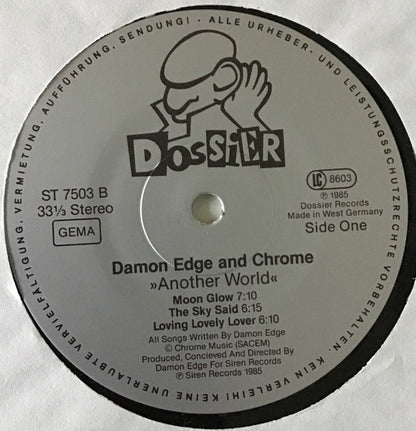 ALLE URHEBER- UND LEISTUNGSSCHUTZRECHTE VORBEHALTEN. KEIN VERLEIH! KEINE UNERLAUBTE VERVIELFÄLTIGUNG, VERMIETUNG, AUFFÜHRUNG, SENDUNG! -
DOSSiER
ST 7503 B
33⅓ Stereo
GEMA
LC 8603
℗ 1985
Dossier Records
Made in West Germany
Side One
Damon Edge and Chrome
»Another World«
Moon Glow 7:10
The Sky Said 6:15
Loving Lovely Lover 6:10
All Songs Written By Damon Edge
© Chrome Music (SACEM)
Produced, Concieved And Directed By
Damon Edge For Siren Records
℗ Siren Records 1985